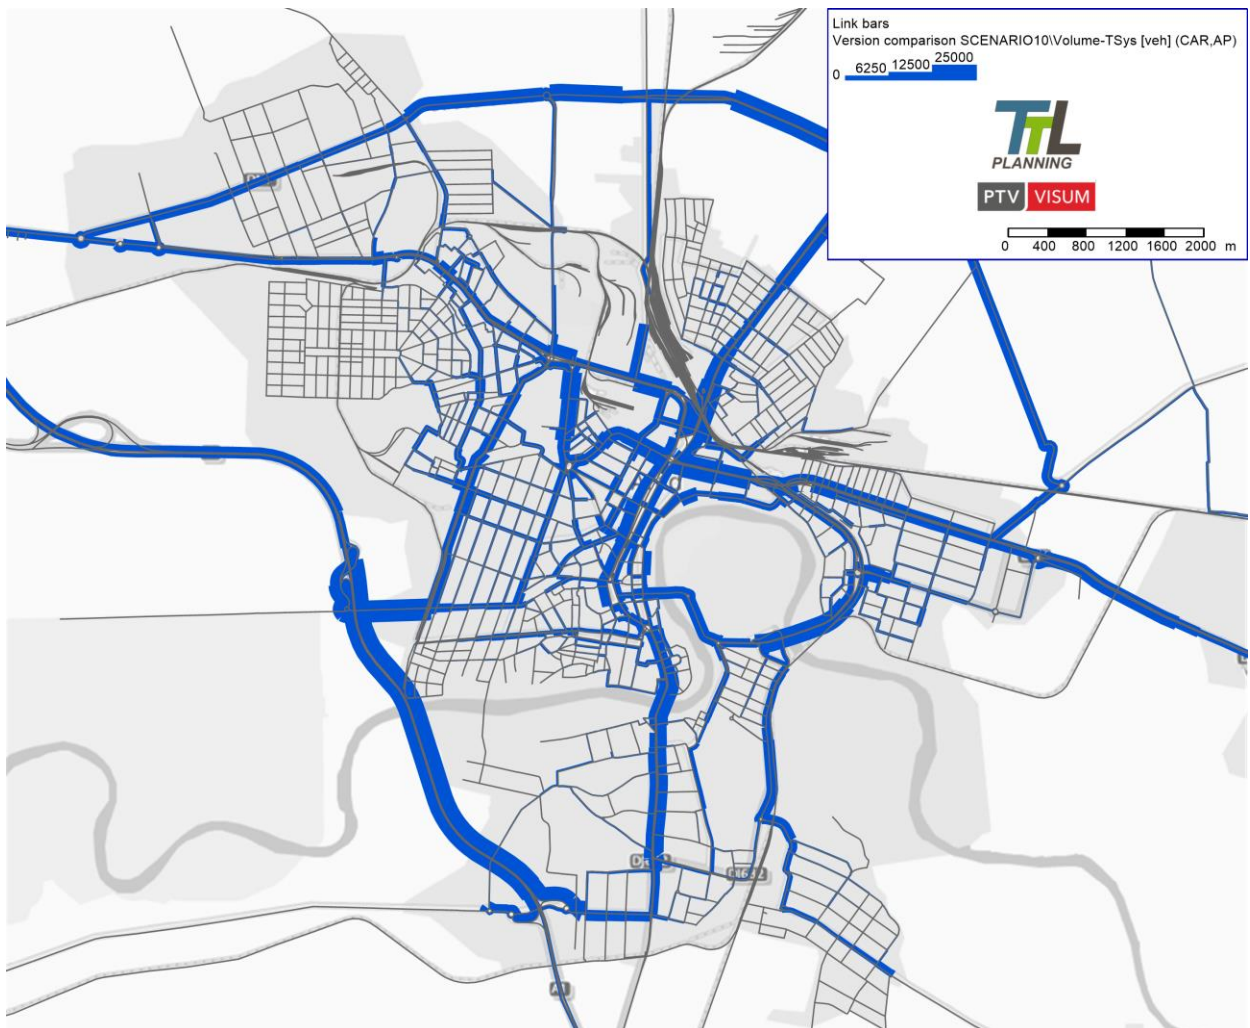 Link bars
Version comparison SCENARIO10\Volume-TSys [veh] (CAR,AP)
0 6250 12500 25000
TTL
PLANNING
PTV VISUM
0 400 800 1200 1600 2000 m